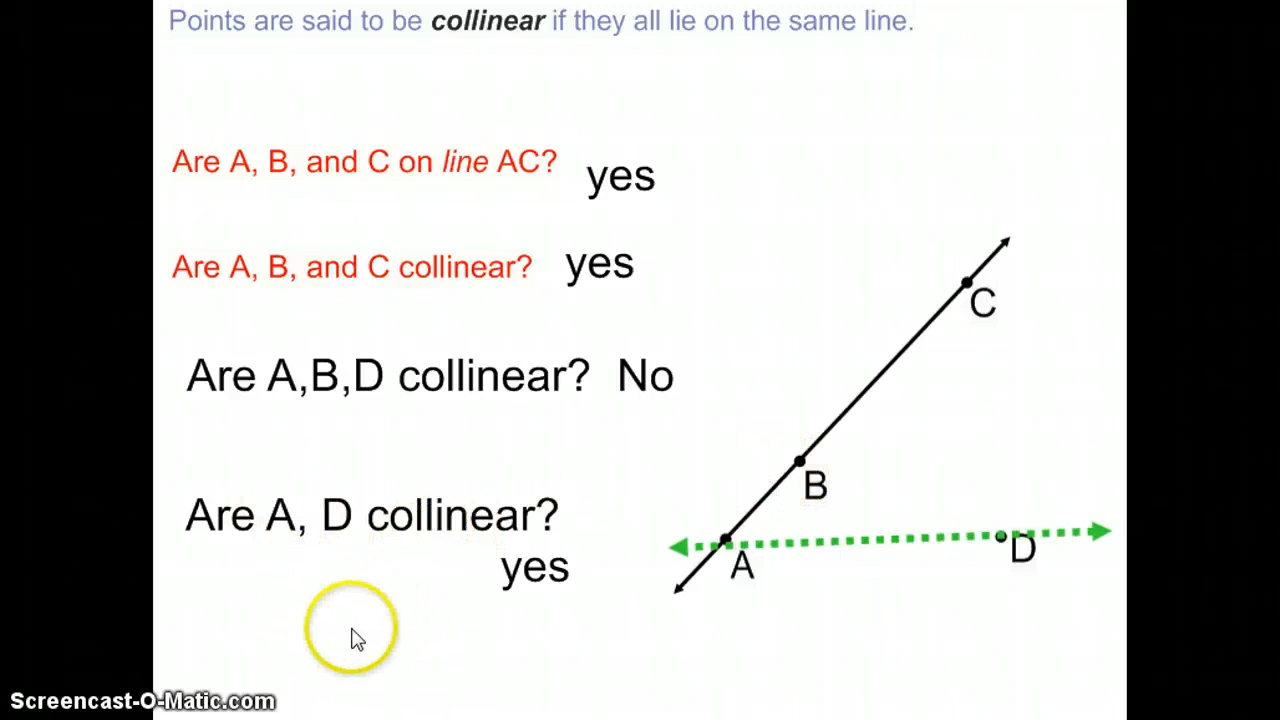 Points are said to be collinear if they all lie on the same line.
Are A, B, and C on line AC? yes
Are A, B, and C collinear? yes
Are A,B,D collinear? No
Are A, D collinear?
yes
C
B
A
D
Screencast-O-Matic.com